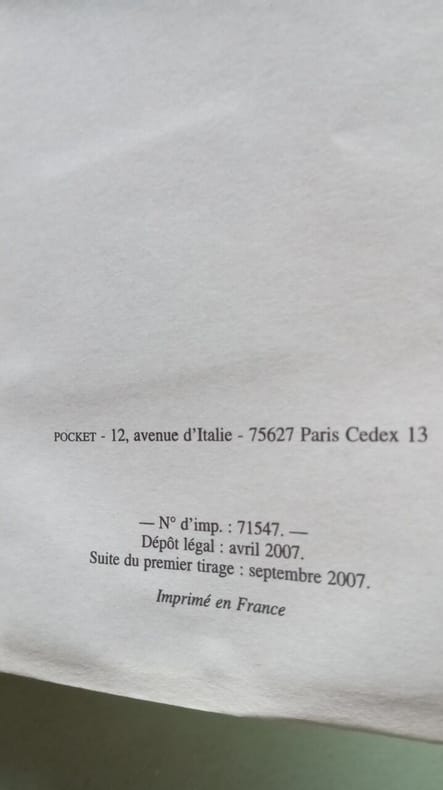 POCKET - 12, avenue d'Italie - 75627 Paris Cedex 13
— N° d'imp. : 71547. —
Dépôt légal : avril 2007.
Suite du premier tirage : septembre 2007.
Imprimé en France